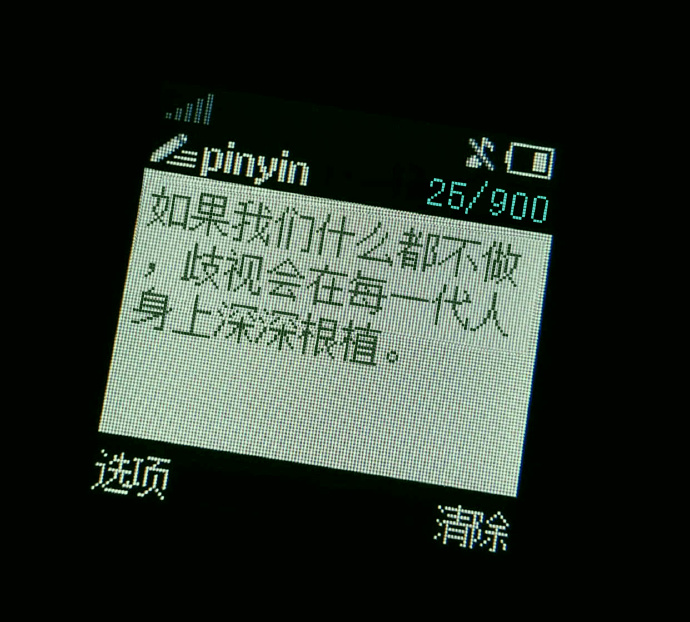 pinyin
25/900
如果我们什么都不做
，歧视会在每一代人
身上深深根植。
选项
清除